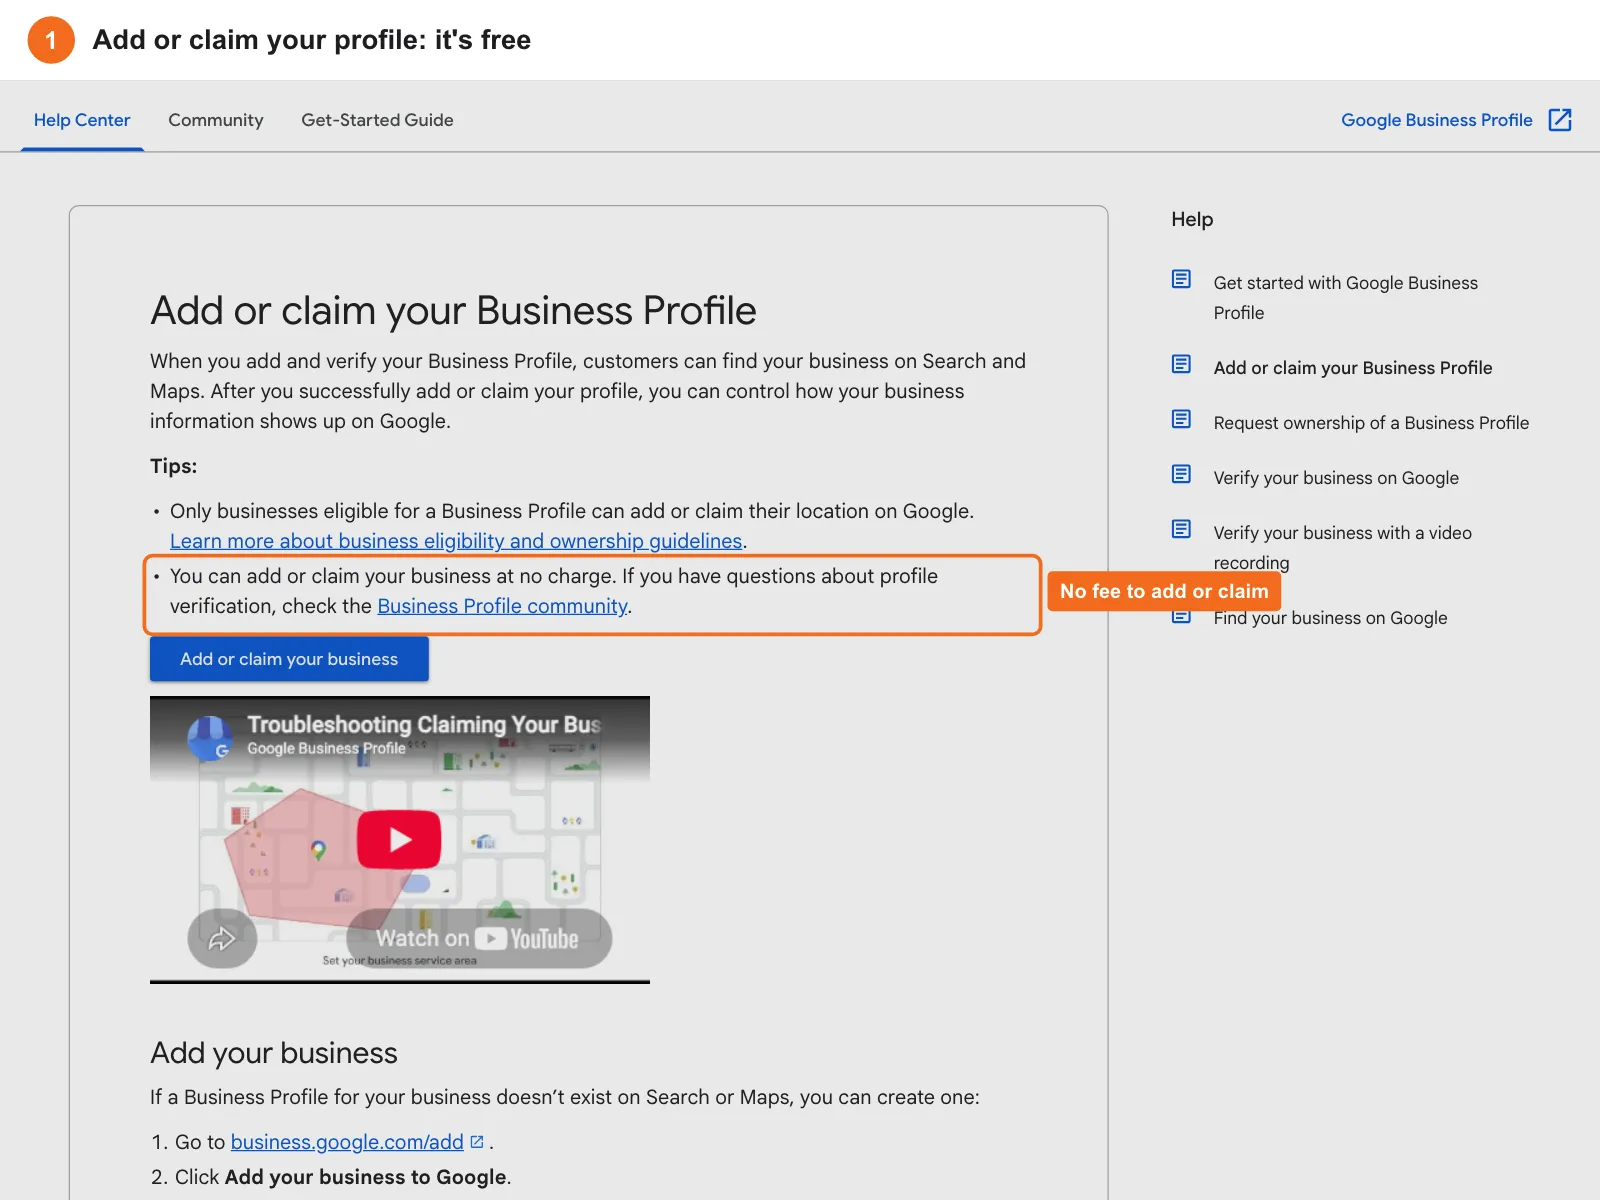 1 Add or claim your profile: it's free
Help Center Community Get-Started Guide Google Business Profile
Add or claim your Business Profile
When you add and verify your Business Profile, customers can find your business on Search and
Maps. After you successfully add or claim your profile, you can control how your business
information shows up on Google.
Tips:
• Only businesses eligible for a Business Profile can add or claim their location on Google.
Learn more about business eligibility and ownership guidelines.
• You can add or claim your business at no charge. If you have questions about profile
verification, check the Business Profile community.
No fee to add or claim
Add or claim your business
Troubleshooting Claiming Your Bus
Google Business Profile
Watch on YouTube
Set your business service area
Add your business
If a Business Profile for your business doesn’t exist on Search or Maps, you can create one:
1. Go to business.google.com/add .
2. Click Add your business to Google.
Help
Get started with Google Business
Profile
Add or claim your Business Profile
Request ownership of a Business Profile
Verify your business on Google
Verify your business with a video
recording
Find your business on Google